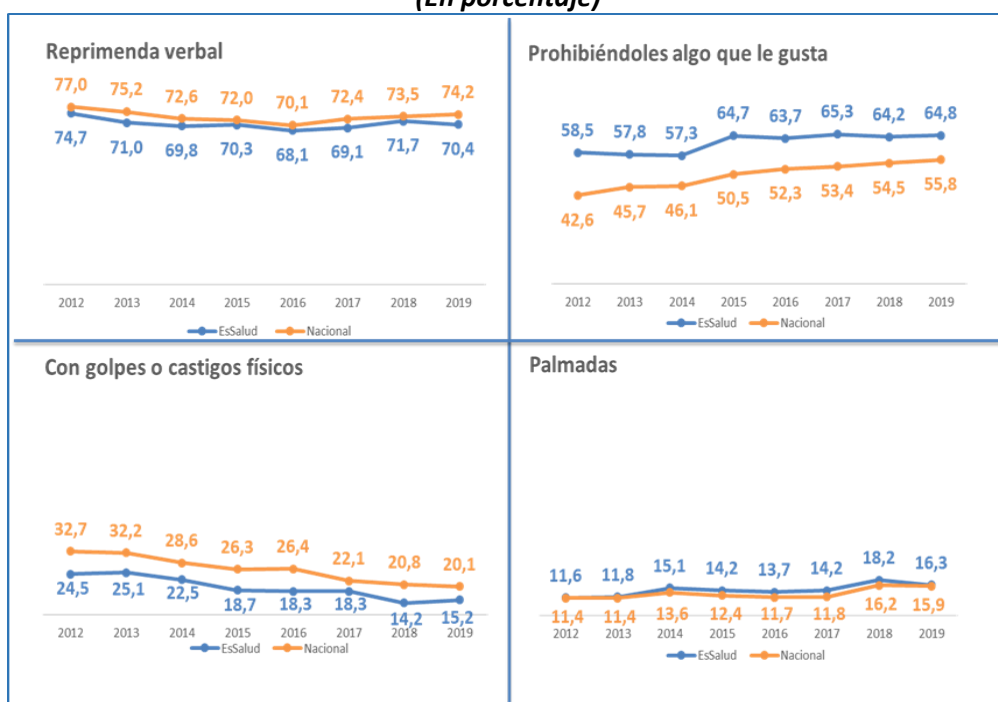 (En porcentaje)
Reprimenda verbal
77,0 75,2 72,6 72,0 70,1 72,4 73,5 74,2
74,7 71,0 69,8 70,3 68,1 69,1 71,7 70,4
2012 2013 2014 2015 2016 2017 2018 2019
EsSalud Nacional
Prohibiéndoles algo que le gusta
58,5 57,8 57,3 64,7 63,7 65,3 64,2 64,8
42,6 45,7 46,1 50,5 52,3 53,4 54,5 55,8
2012 2013 2014 2015 2016 2017 2018 2019
EsSalud Nacional
Con golpes o castigos físicos
32,7 32,2 28,6 26,3 26,4 22,1 20,8 20,1
24,5 25,1 22,5 18,7 18,3 18,3 14,2 15,2
2012 2013 2014 2015 2016 2017 2018 2019
EsSalud Nacional
Palmadas
11,6 11,8 15,1 14,2 13,7 14,2 18,2 16,3
11,4 11,4 13,6 12,4 11,7 11,8 16,2 15,9
2012 2013 2014 2015 2016 2017 2018 2019
EsSalud Nacional